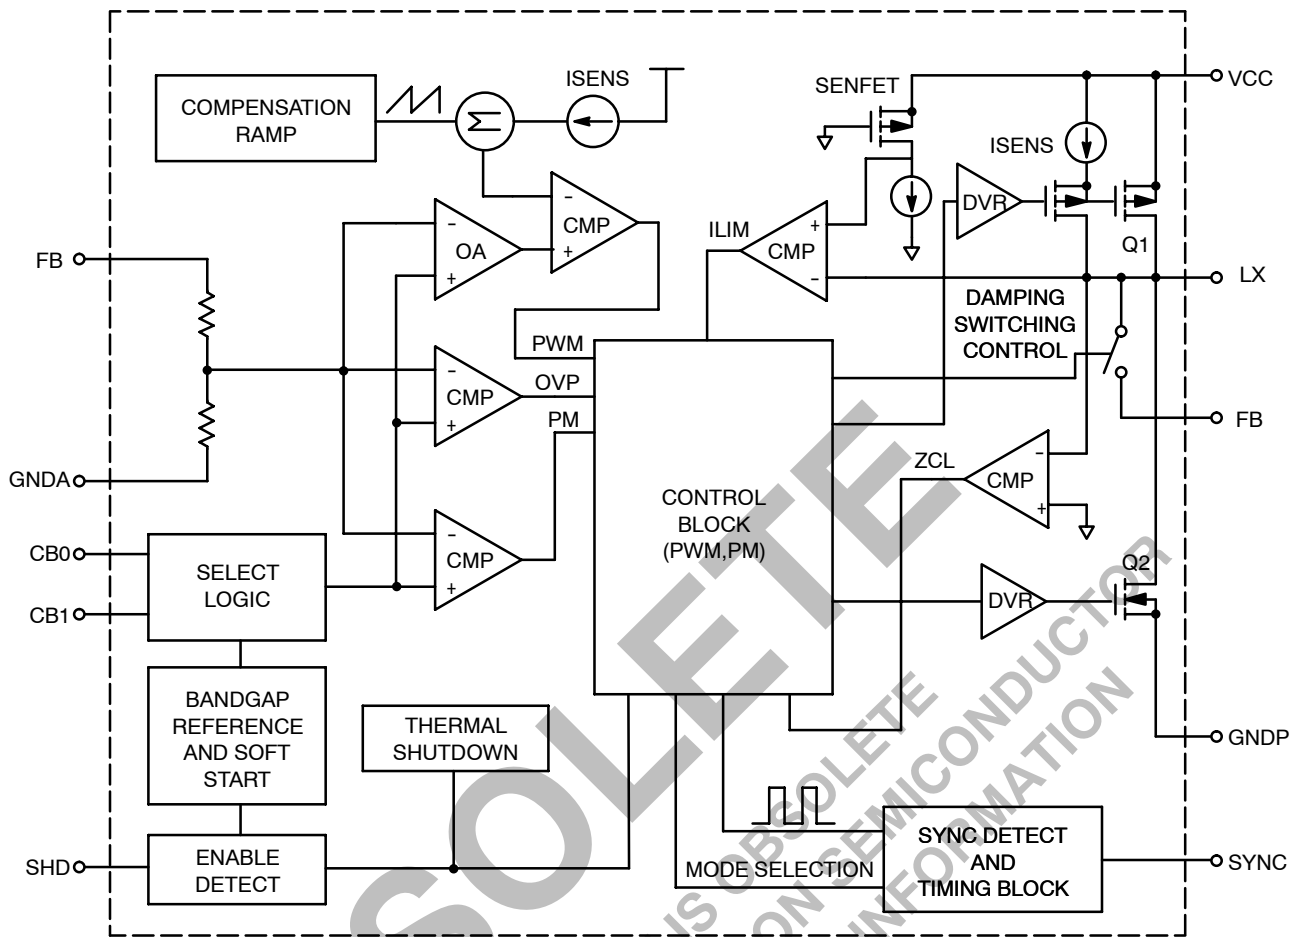 COMPENSATION
RAMP
Σ
ISENS
SENFET
VCC
ISENS
DVR
Q1
-
CMP
+
-
OA
+
ILIM
+
CMP
-
LX
FB
DAMPING
SWITCHING
CONTROL
PWM
OVP
PM
-
CMP
+
FB
GNDA
ZCL
-
CMP
+
CONTROL
BLOCK
(PWM,PM)
CB0
CB1
SELECT
LOGIC
-
CMP
+
DVR
Q2
BANDGAP
REFERENCE
AND SOFT
START
THERMAL
SHUTDOWN
GNDP
SHD
ENABLE
DETECT
MODE SELECTION
SYNC DETECT
AND
TIMING BLOCK
SYNC
SOLETE
IS OBSOLETE
ON SEMICONDUCTOR
INFORMATION